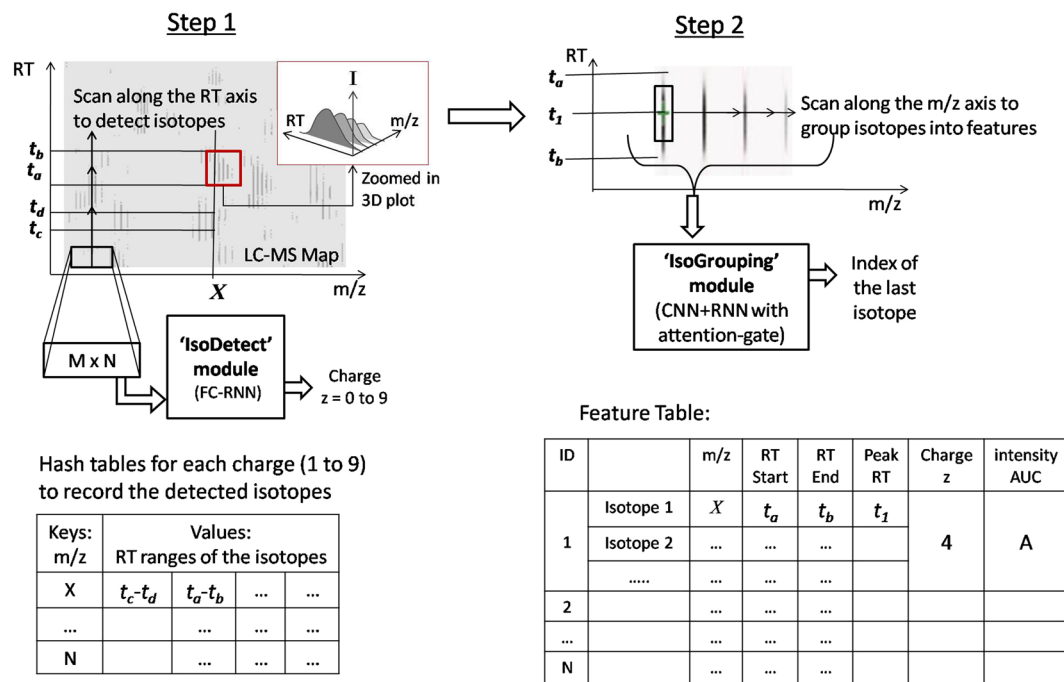 Step 1
RT
Scan along the RT axis
to detect isotopes
I
RT
m/z
Zoomed in
3D plot
t_b
t_a
t_d
t_c
LC-MS Map
X
m/z
M x N
'IsoDetect'
module
(FC-RNN)
Charge
z = 0 to 9
Hash tables for each charge (1 to 9)
to record the detected isotopes
Keys: m/z | Values: RT ranges of the isotopes
X | t_c-t_d | t_a-t_b | ... | ...
... | | ... | ... | ...
N | | ... | ... | ...
Step 2
RT
t_a
t_1
t_b
Scan along the m/z axis to
group isotopes into features
m/z
'IsoGrouping'
module
(CNN+RNN with
attention-gate)
Index of
the last
isotope
Feature Table:
ID | | m/z | RT Start | RT End | Peak RT | Charge z | intensity AUC
1 | Isotope 1 | X | t_a | t_b | t_1 | 4 | A
Isotope 2 | ... | ... | ...
..... | ... | ... | ...
2 | | ... | ... | ...
... | | ... | ... | ...
N | | ... | ... | ...